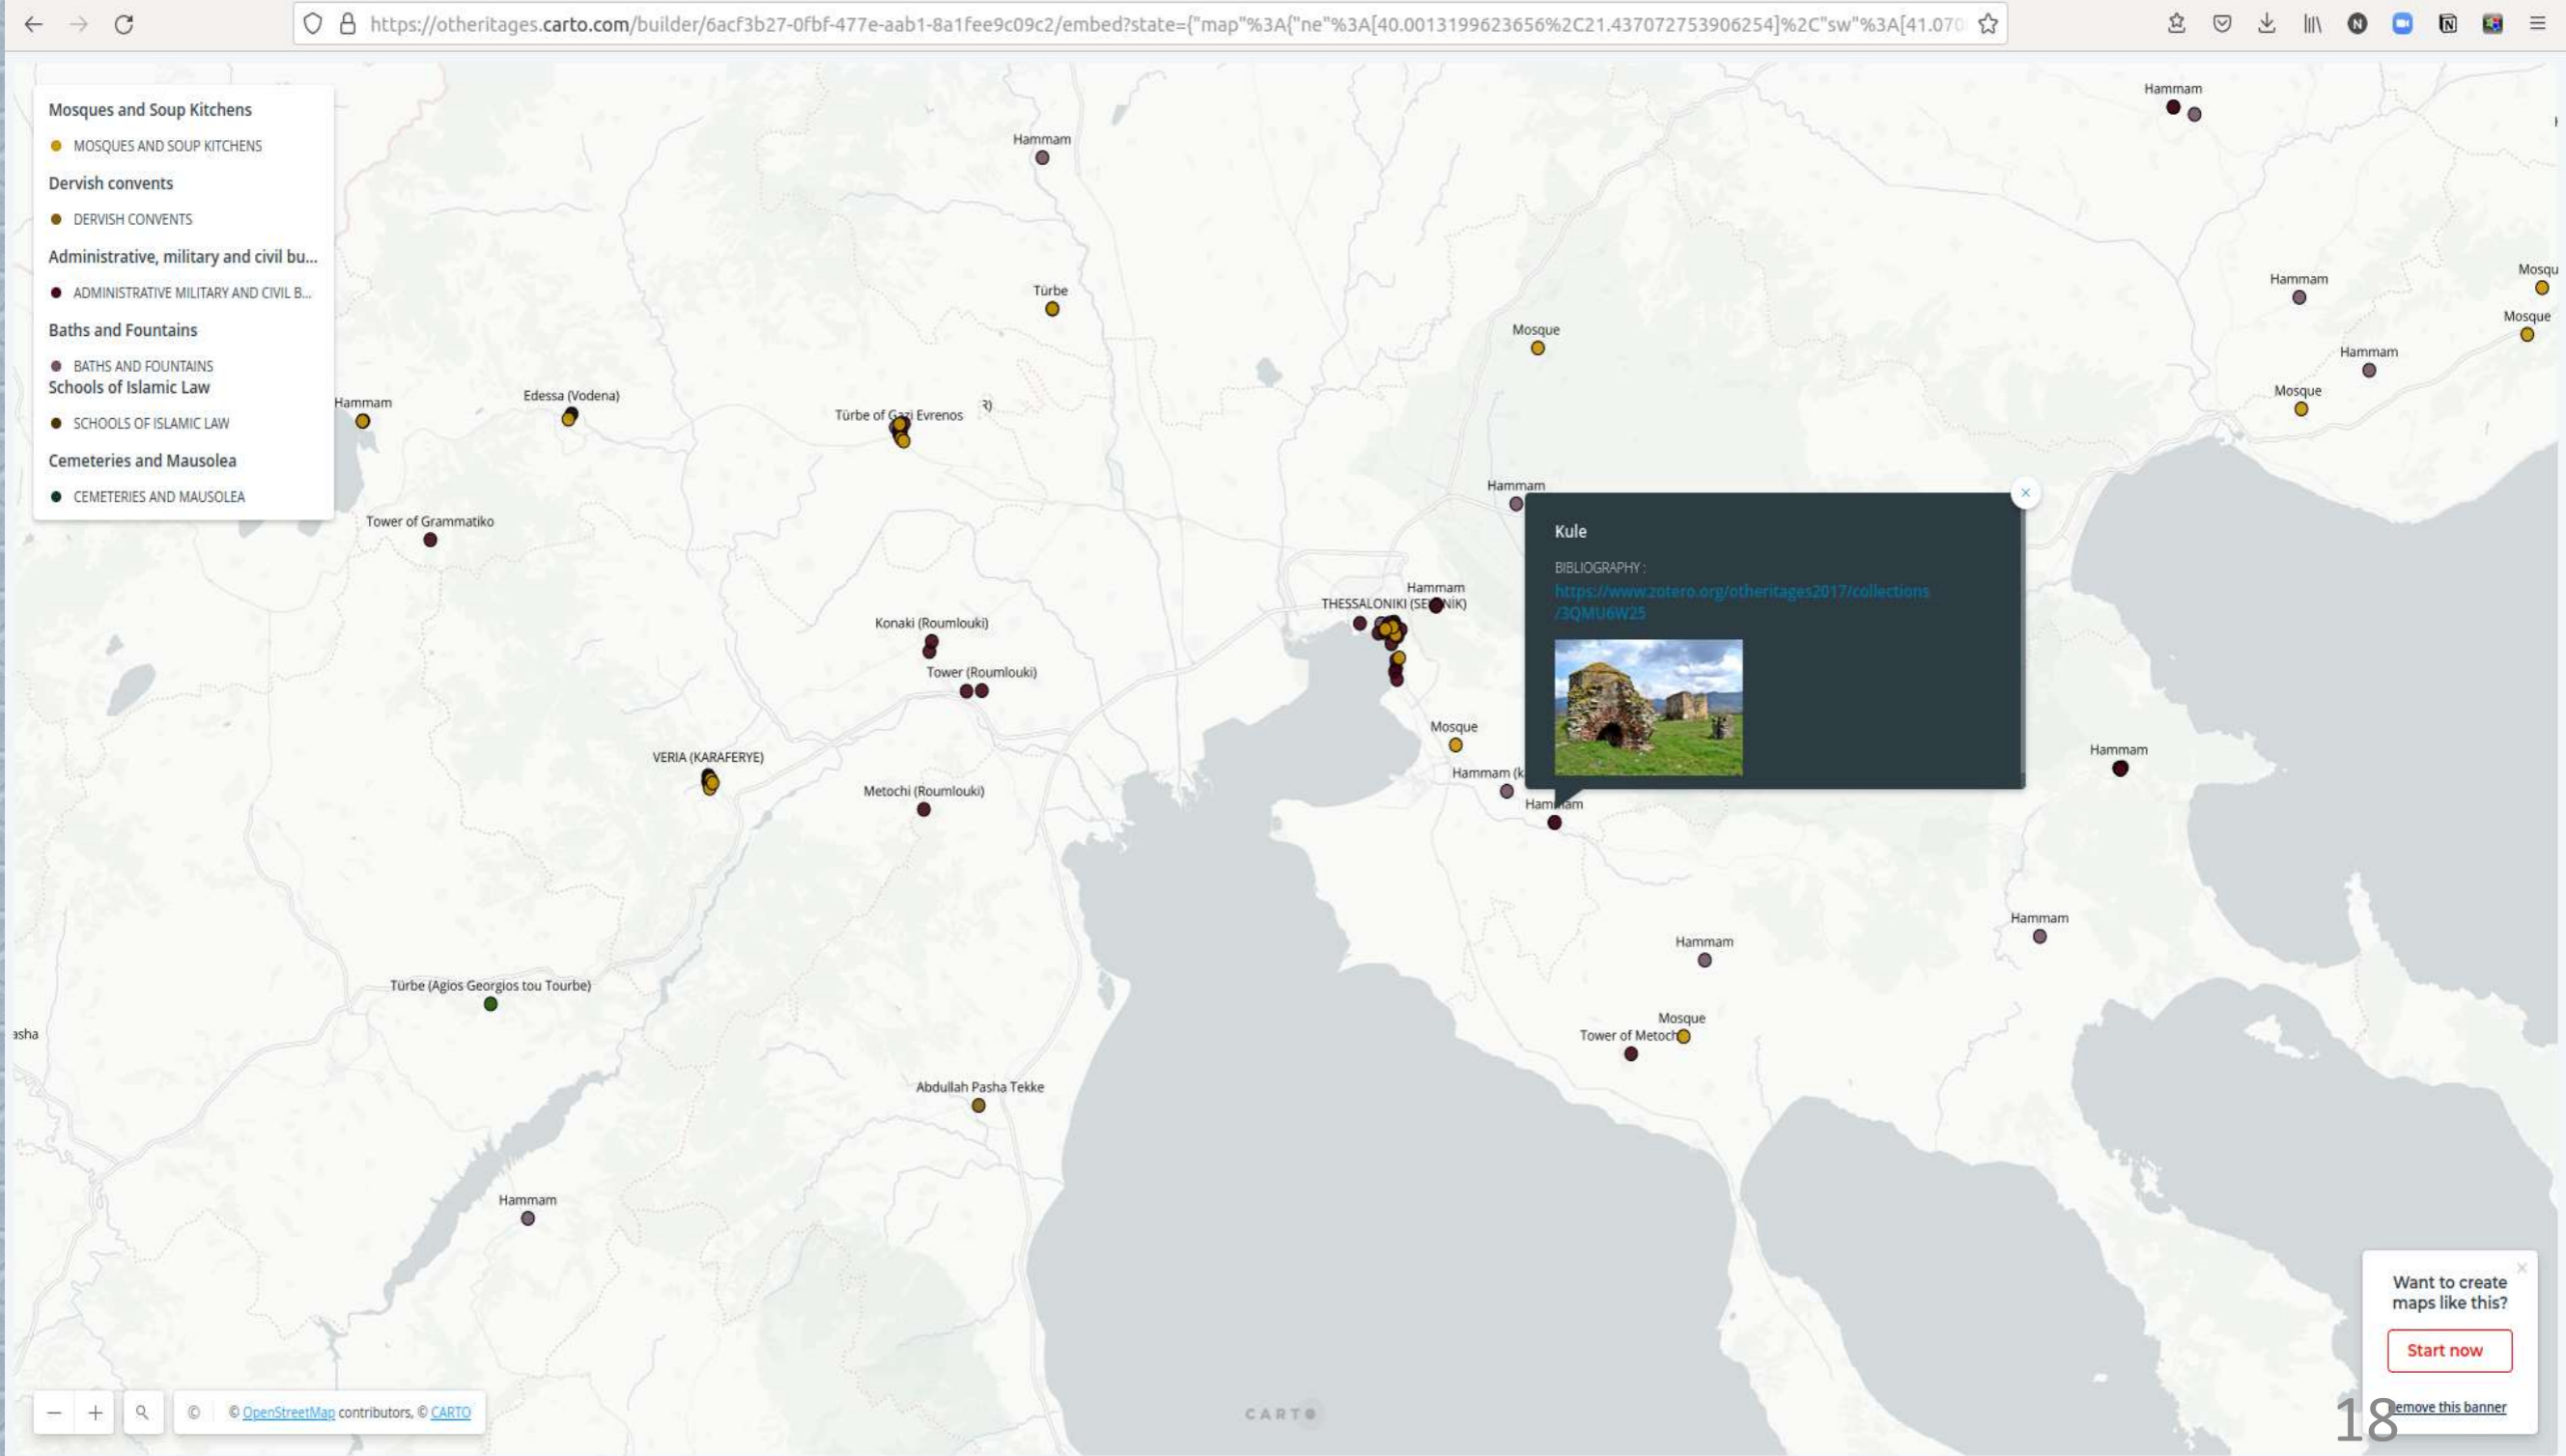 https://otheritages.carto.com/builder/6acf3b27-0fbf-477e-aab1-8a1fee9c09c2/embed?state={"map"%3A{"ne"%3A[40.0013199623656%2C21.437072753906254]%2C"sw"%3A[41.070
Mosques and Soup Kitchens
MOSQUES AND SOUP KITCHENS
Dervish convents
DERVISH CONVENTS
Administrative, military and civil bu...
ADMINISTRATIVE MILITARY AND CIVIL B...
Baths and Fountains
BATHS AND FOUNTAINS
Schools of Islamic Law
SCHOOLS OF ISLAMIC LAW
Cemeteries and Mausolea
CEMETERIES AND MAUSOLEA
Hammam
Hammam
Hammam
Mosqu
Türbe
Mosque
Mosque
Hammam
Mosque
Hammam
Edessa (Vodena)
Türbe of Gazi Evrenos
R)
Tower of Grammatiko
Hammam
Kule
BIBLIOGRAPHY :
https://www.zotero.org/otheritages2017/collections
/3QMU6W25
Hammam
THESSALONIKI (SE NİK)
Konaki (Roumlouki)
Tower (Roumlouki)
Mosque
VERIA (KARAFERYE)
Hammam
Hammam (k
Metochi (Roumlouki)
Hammam
Hammam
Hammam
Türbe (Agios Georgios tou Tourbe)
Mosque
Tower of Metoch
asha
Abdullah Pasha Tekke
Hammam
Want to create
maps like this?
Start now
emove this banner
© © OpenStreetMap contributors, © CARTO
CARTO
18